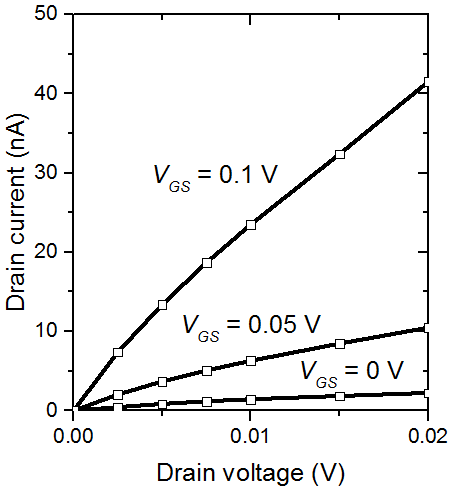 50
40
30
20
10
0
Drain current (nA)
V_GS = 0.1 V
V_GS = 0.05 V
V_GS = 0 V
0.00 0.01 0.02
Drain voltage (V)